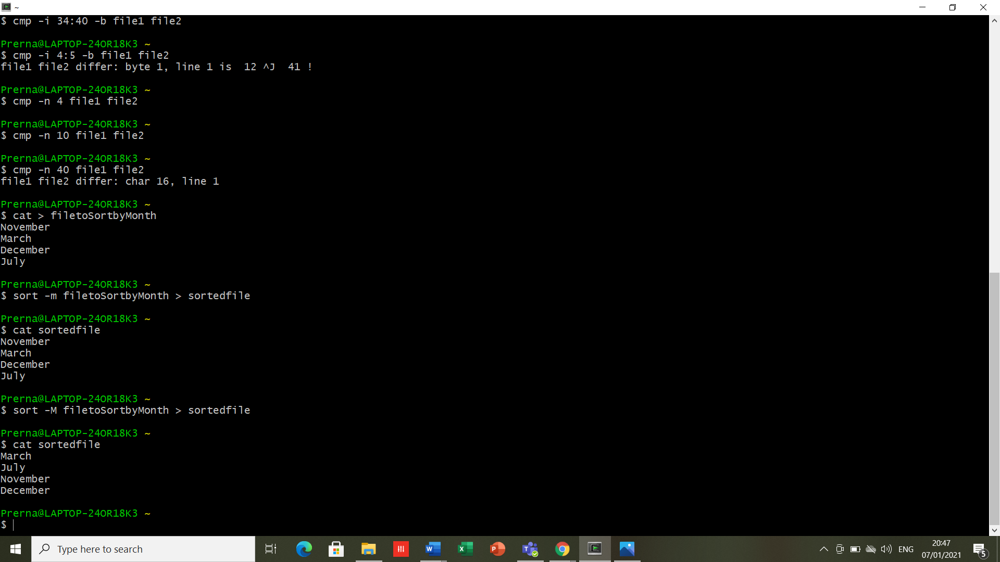 ~
$ cmp -i 34:40 -b file1 file2
Prerna@LAPTOP-24OR18K3 ~
$ cmp -i 4:5 -b file1 file2
file1 file2 differ: byte 1, line 1 is  12 ^J  41 !
Prerna@LAPTOP-24OR18K3 ~
$ cmp -n 4 file1 file2
Prerna@LAPTOP-24OR18K3 ~
$ cmp -n 10 file1 file2
Prerna@LAPTOP-24OR18K3 ~
$ cmp -n 40 file1 file2
file1 file2 differ: char 16, line 1
Prerna@LAPTOP-24OR18K3 ~
$ cat > filetoSortbyMonth
November
March
December
July
Prerna@LAPTOP-24OR18K3 ~
$ sort -m filetoSortbyMonth > sortedfile
Prerna@LAPTOP-24OR18K3 ~
$ cat sortedfile
November
March
December
July
Prerna@LAPTOP-24OR18K3 ~
$ sort -M filetoSortbyMonth > sortedfile
Prerna@LAPTOP-24OR18K3 ~
$ cat sortedfile
March
July
November
December
Prerna@LAPTOP-24OR18K3 ~
$
Type here to search
ENG
20:47
07/01/2021
5